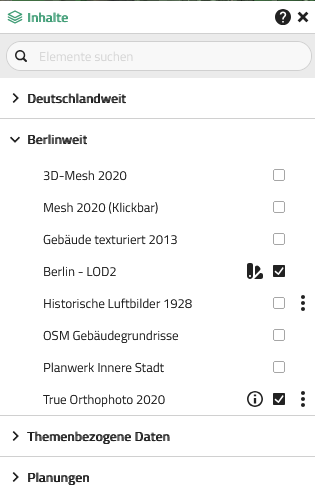 Inhalte
Elemente suchen
Deutschlandweit
Berlinweit
3D-Mesh 2020
Mesh 2020 (Klickbar)
Gebäude texturiert 2013
Berlin - LOD2
Historische Luftbilder 1928
OSM Gebäudegrundrisse
Planwerk Innere Stadt
True Orthophoto 2020
Themenbezogene Daten
Planungen